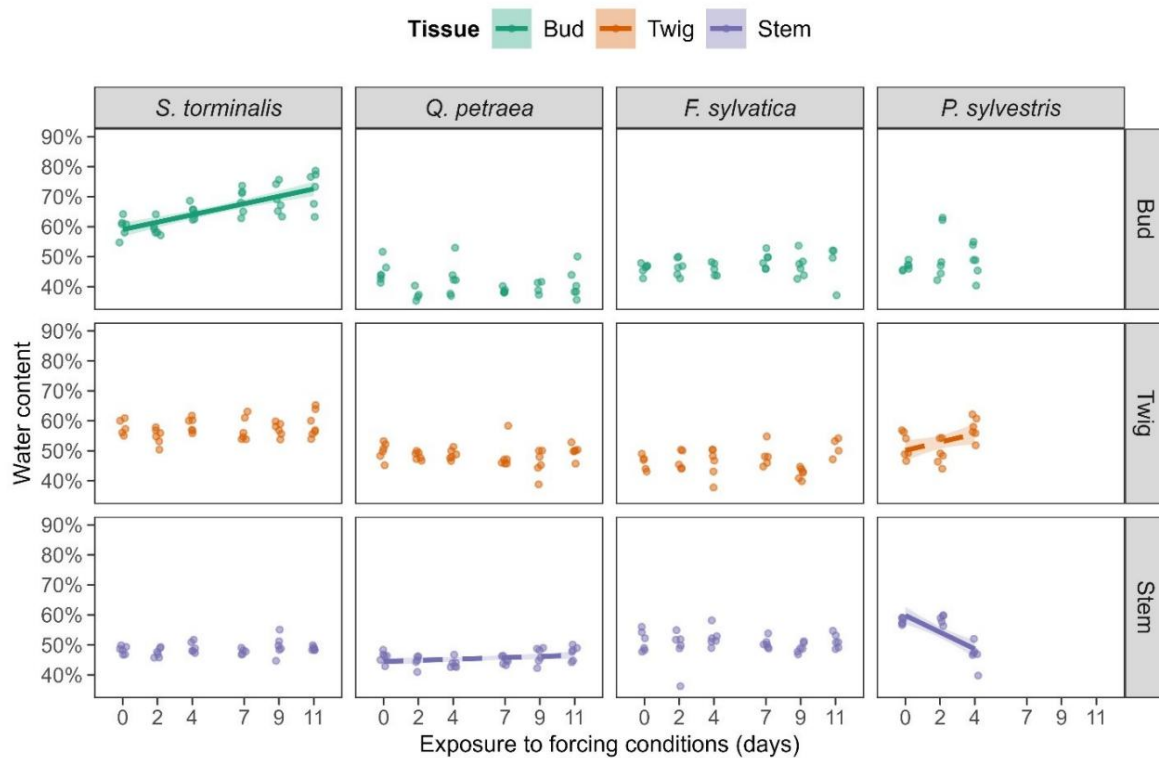 Tissue Bud Twig Stem
S. torminalis Q. petraea F. sylvatica P. sylvestris
90%
80%
70%
60%
50%
40%
Bud
90%
80%
70%
60%
50%
40%
Twig
90%
80%
70%
60%
50%
40%
Stem
Water content
0 2 4 7 9 11 0 2 4 7 9 11 0 2 4 7 9 11 0 2 4 7 9 11
Exposure to forcing conditions (days)